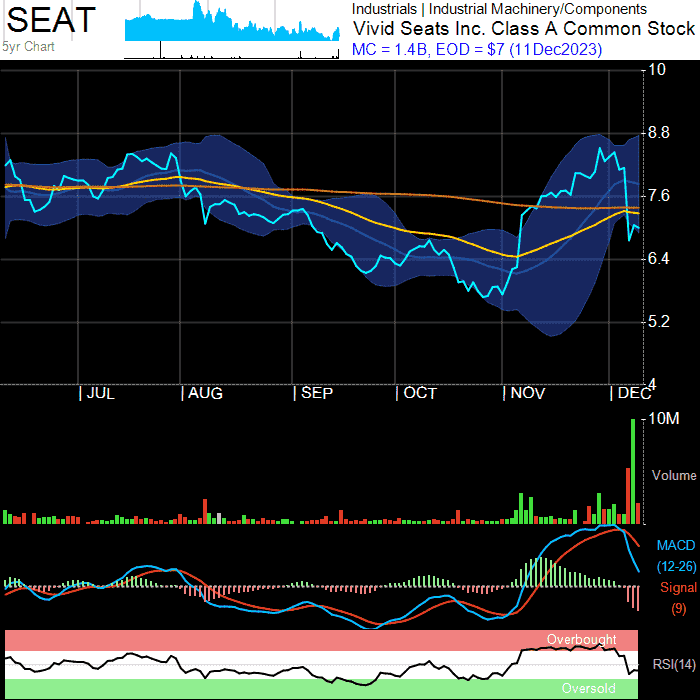 SEAT
5yr Chart
Industrials | Industrial Machinery/Components
Vivid Seats Inc. Class A Common Stock
MC = 1.4B, EOD = $7 (11Dec2023)
10
8.8
7.6
6.4
5.2
4
| JUL | AUG | SEP | OCT | NOV | DEC
10M
Volume
MACD
(12-26)
Signal
(9)
Overbought
RSI(14)
Oversold